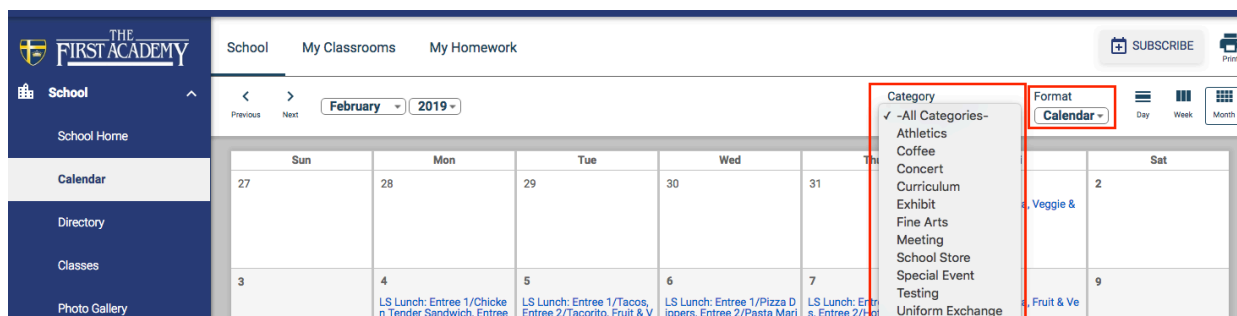 THE
FIRST ACADEMY
School
School Home
Calendar
Directory
Classes
Photo Gallery
School My Classrooms My Homework
SUBSCRIBE
Print
Previous Next
February 2019
Category
-All Categories-
Athletics
Coffee
Concert
Curriculum
Exhibit
Fine Arts
Meeting
School Store
Special Event
Testing
Uniform Exchange
Format
Calendar
Day Week Month
Sun Mon Tue Wed Sat
27 28 29 30 31 2
Veggie &
3 4 5 6 7 9
LS Lunch: Entree 1/Chicke
n Tender Sandwich, Entree
LS Lunch: Entree 1/Tacos,
Entree 2/Tacorito, Fruit & V
LS Lunch: Entree 1/Pizza D
ippers, Entree 2/Pasta Mari
LS Lunch:
s, Entree
Fruit & Ve